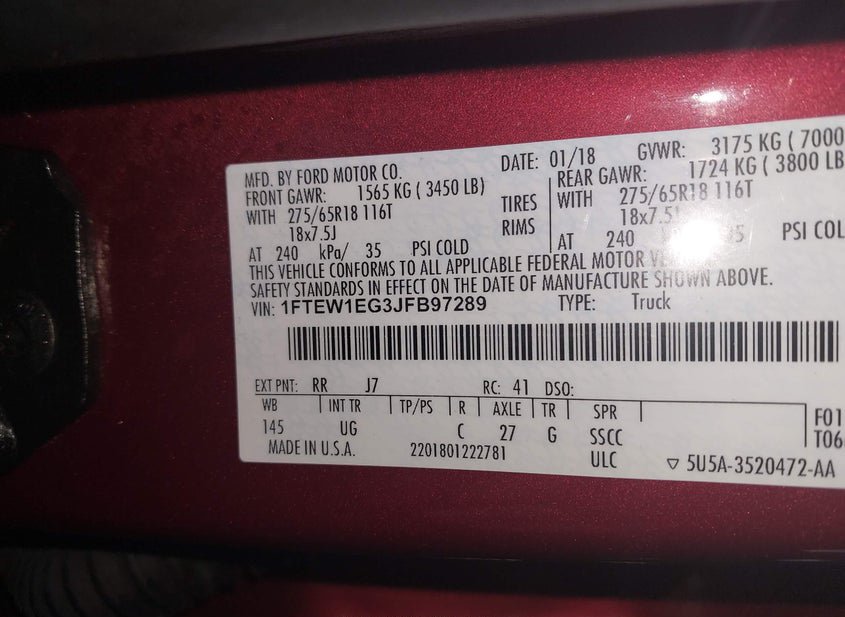 MFD. BY FORD MOTOR CO. DATE: 01/18 GVWR: 3175 KG ( 7000
FRONT GAWR: 1565 KG ( 3450 LB) REAR GAWR: 1724 KG ( 3800 LB
WITH 275/65R18 116T TIRES WITH 275/65R18 116T
18x7.5J RIMS 18x7.5J
AT 240 kPa/ 35 PSI COLD AT 240 PSI COL
THIS VEHICLE CONFORMS TO ALL APPLICABLE FEDERAL MOTOR
SAFETY STANDARDS IN EFFECT ON THE DATE OF MANUFACTURE SHOWN ABOVE.
VIN: 1FTEW1EG3JFB97289 TYPE: Truck
EXT PNT: RR J7 RC: 41 DSO:
WB INT TR TP/PS R AXLE TR SPR
145 UG C 27 G SSCC
F01
T06
MADE IN U.S.A. 2201801222781 ULC ▽ 5U5A-3520472-AA